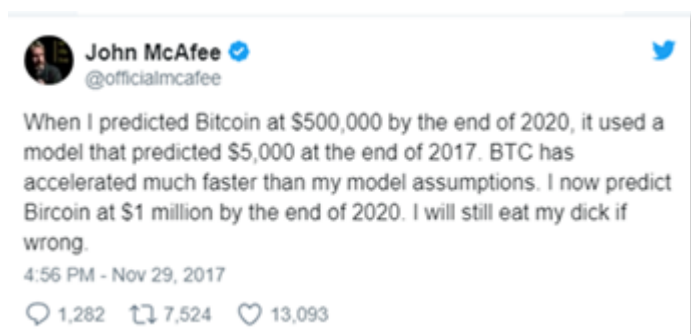 John McAfee
@officialmcafee
When I predicted Bitcoin at $500,000 by the end of 2020, it used a
model that predicted $5,000 at the end of 2017. BTC has
accelerated much faster than my model assumptions. I now predict
Bircoin at $1 million by the end of 2020. I will still eat my dick if
wrong.
4:56 PM - Nov 29, 2017
1,282 7,524 13,093